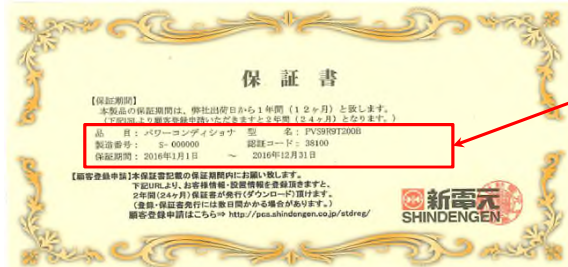 保 証 書
【保証期間】
本製品の保証期間は、弊社出荷日から1年間(12ヶ月)と致します。
(下記URLより顧客登録申請いただきますと2年間(24ヶ月)となります。)
品 目: パワーコンディショナ 型 名: PVS9R9T200B
製造番号: S- 000000 認証コード: 38100
保証期間: 2016年1月1日 ~ 2016年12月31日
【顧客登録申請】本保証書記載の保証期間内にお願い致します。
下記URLより、お客様情報・設置情報を登録頂きますと、
2年間(24ヶ月)保証書が発行(ダウンロード)頂けます。
(登録・保証書発行には数日間かかる場合があります。)
顧客登録申請はこちら⇒ http://pcs.shindengen.co.jp/stdreg/
新電元
SHINDENGEN